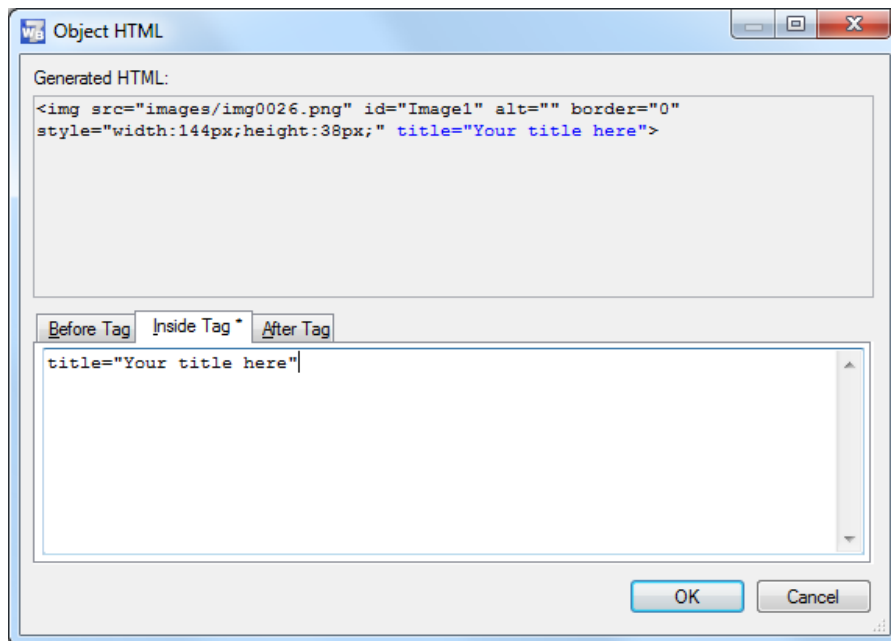 WB Object HTML
Generated HTML:
<img src="images/img0026.png" id="Image1" alt="" border="0"
style="width:144px;height:38px;" title="Your title here">
Before Tag Inside Tag * After Tag
title="Your title here"
OK Cancel